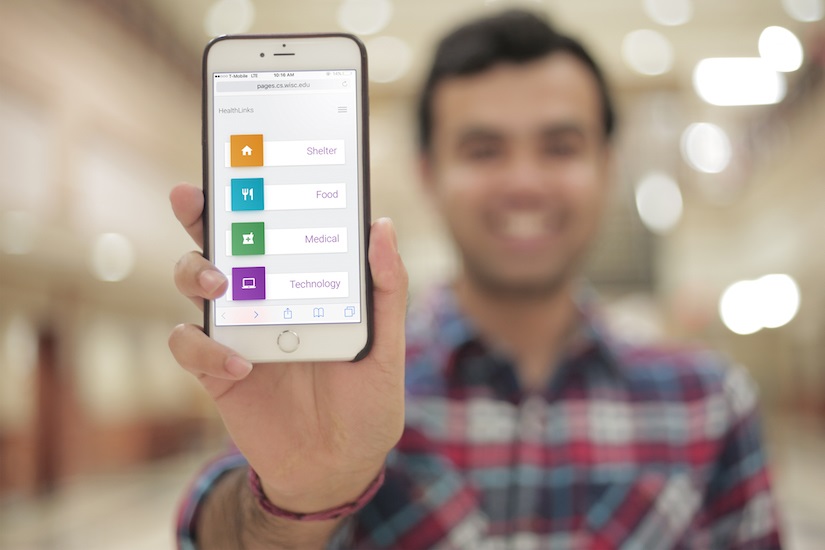 T-Mobile LTE 10:16 AM
pages.cs.wisc.edu
HealthLinks
Shelter
Food
Medical
Technology